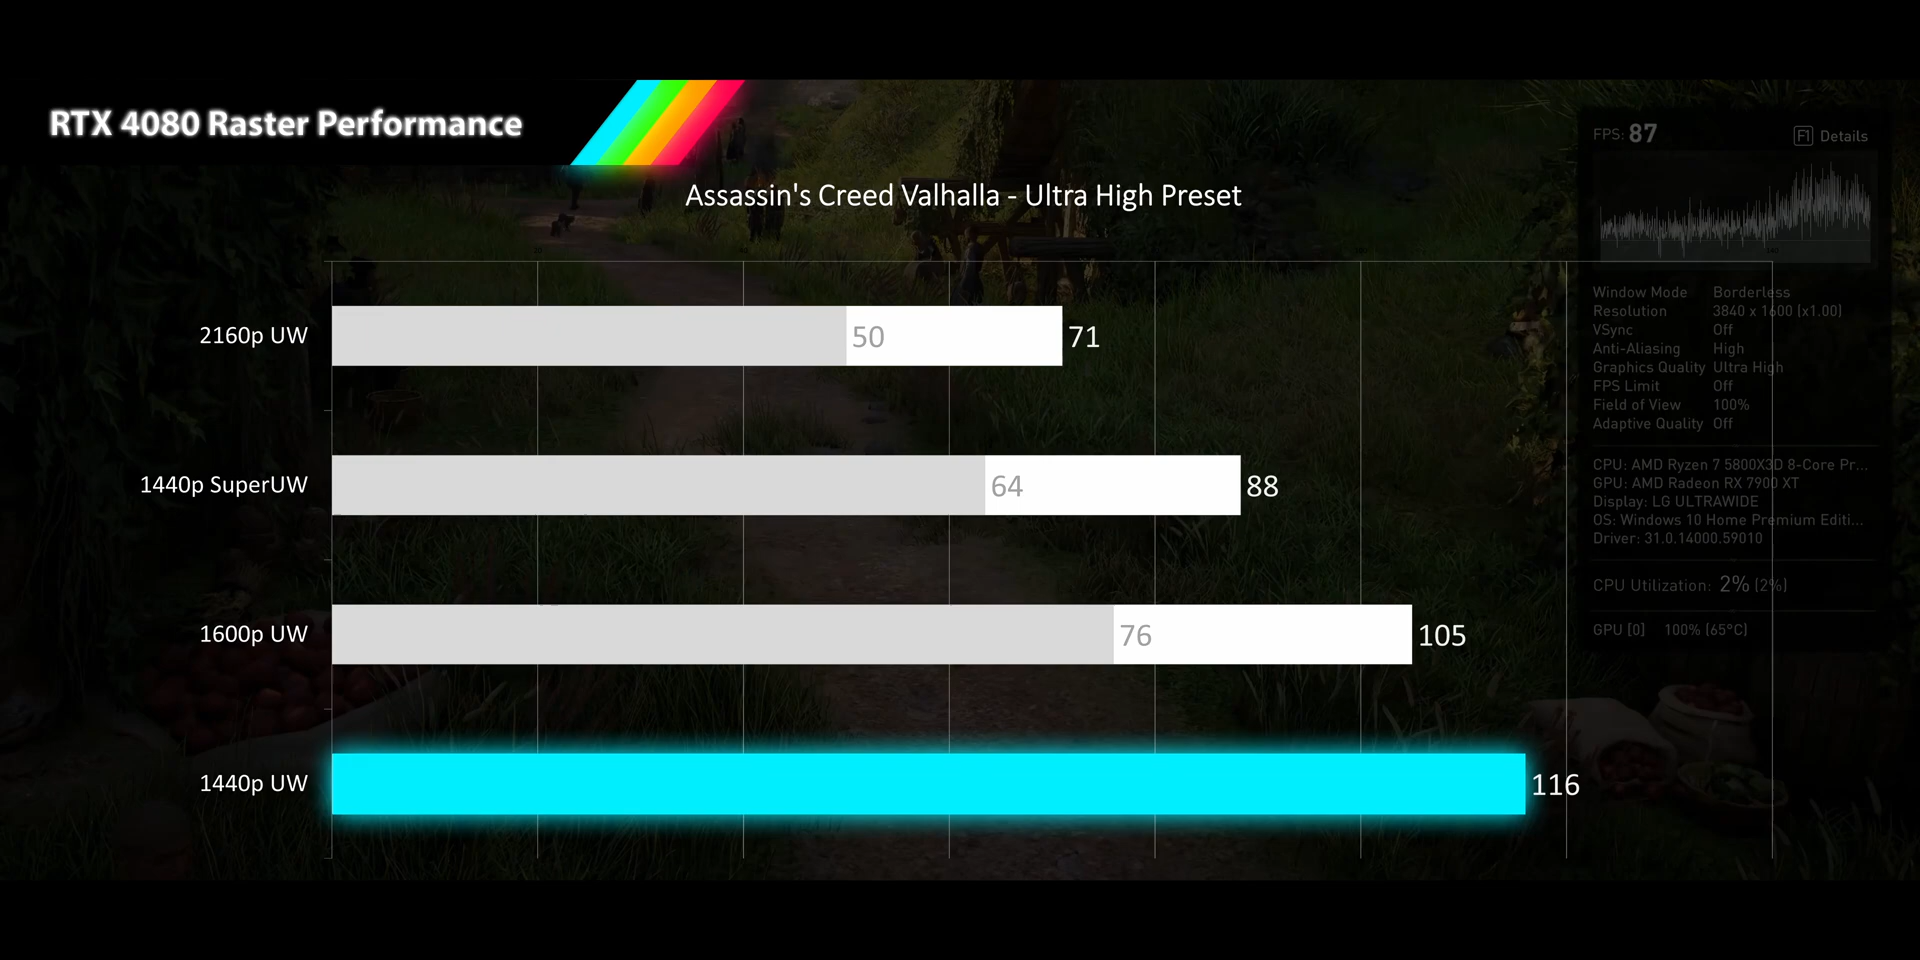 RTX 4080 Raster Performance
Assassin's Creed Valhalla - Ultra High Preset
2160p UW
50
71
1440p SuperUW
64
88
1600p UW
76
105
1440p UW
116
FPS: 87
F1 Details
Window Mode Borderless
Resolution 3840 x 1600 (x1.00)
VSync Off
Anti-Aliasing High
Graphics Quality Ultra High
FPS Limit Off
Field of View 100%
Adaptive Quality Off
CPU: AMD Ryzen 7 5800X3D 8-Core Pr...
GPU: AMD Radeon RX 7900 XT
Display: LG ULTRAWIDE
OS: Windows 10 Home Premium Editi...
Driver: 31.0.14000.59010
CPU Utilization: 2% (2%)
GPU [0] 100% (65°C)